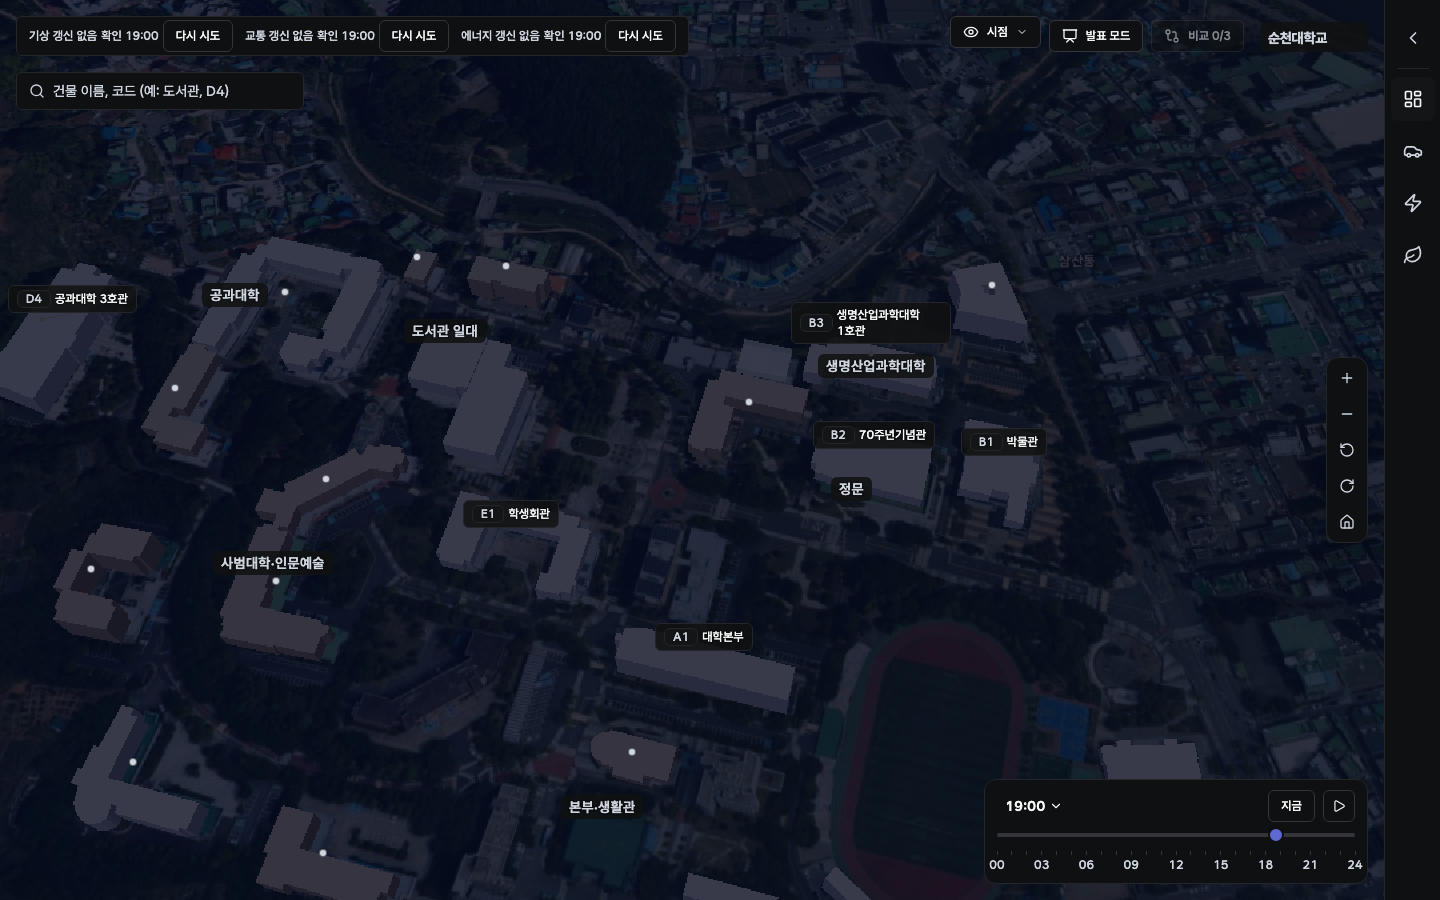 기상 갱신 없음 확인 19:00 다시 시도 교통 갱신 없음 확인 19:00 다시 시도 에너지 갱신 없음 확인 19:00 다시 시도
시점 발표 모드 비교 0/3 순천대학교
건물 이름, 코드 (예: 도서관, D4)
삼산동
D4 공과대학 3호관
공과대학
도서관 일대
B3 생명산업과학대학
1호관
생명산업과학대학
B2 70주년기념관
B1 박물관
정문
E1 학생회관
사범대학·인문예술
A1 대학본부
본부·생활관
19:00 지금
00 03 06 09 12 15 18 21 24